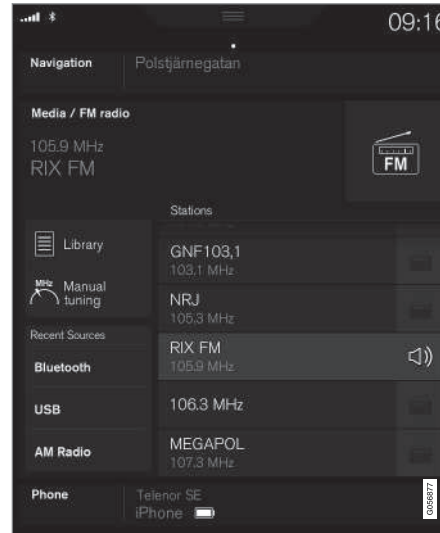 09:16
Navigation
Polstjärnegatan
Media / FM radio
105.9 MHz
RIX FM
FM
Stations
Library
MHz Manual
tuning
Recent Sources
Bluetooth
USB
AM Radio
GNF103,1
103.1 MHz
NRJ
105.3 MHz
RIX FM
105.9 MHz
106.3 MHz
MEGAPOL
107.3 MHz
Phone
Telenor SE
iPhone
G056877